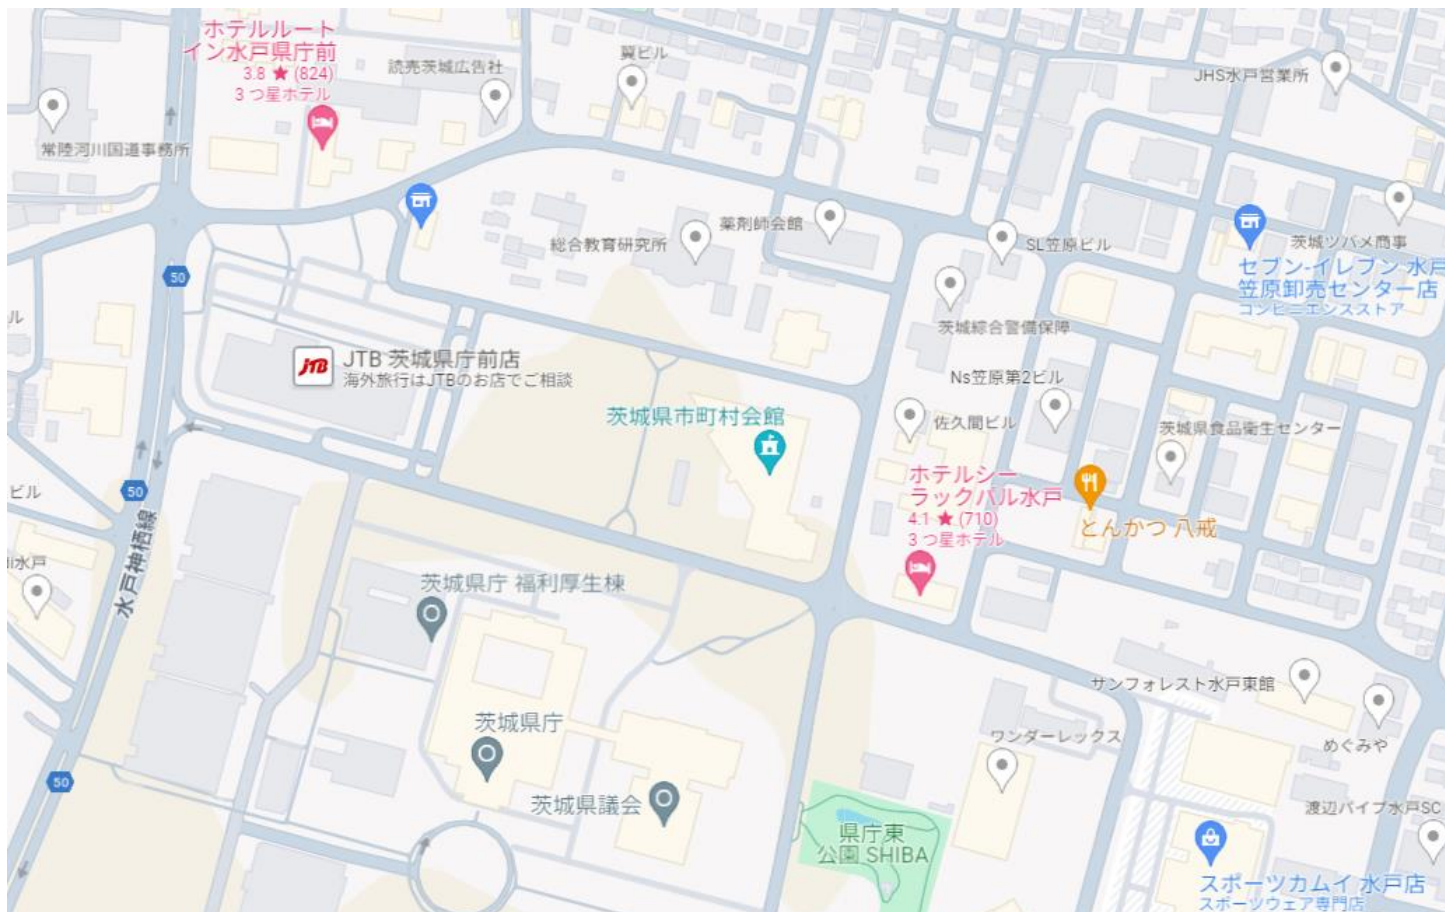 ホテルルート
イン水戸県庁前
3.8 ★ (824)
3 つ星ホテル
読売茨城広告社
翼ビル
JHS水戸営業所
常陸河川国道事務所
総合教育研究所
薬剤師会館
SL笠原ビル
茨城ツバメ商事
セブン-イレブン 水戸
笠原卸売センター店
コンビニエンスストア
50
ル
茨城綜合警備保障
JTB
JTB 茨城県庁前店
海外旅行はJTBのお店でご相談
Ns笠原第2ビル
茨城県市町村会館
佐久間ビル
茨城県食品衛生センター
ホテルシー
ラックパル水戸
4.1 ★ (710)
3 つ星ホテル
ビル
50
とんかつ 八戒
水戸神栖線
水戸
茨城県庁 福利厚生棟
サンフォレスト水戸東館
茨城県庁
ワンダーレックス
めぐみや
50
茨城県議会
渡辺パイプ水戸SC
県庁東
公園 SHIBA
スポーツカムイ 水戸店
スポーツウェア専門店